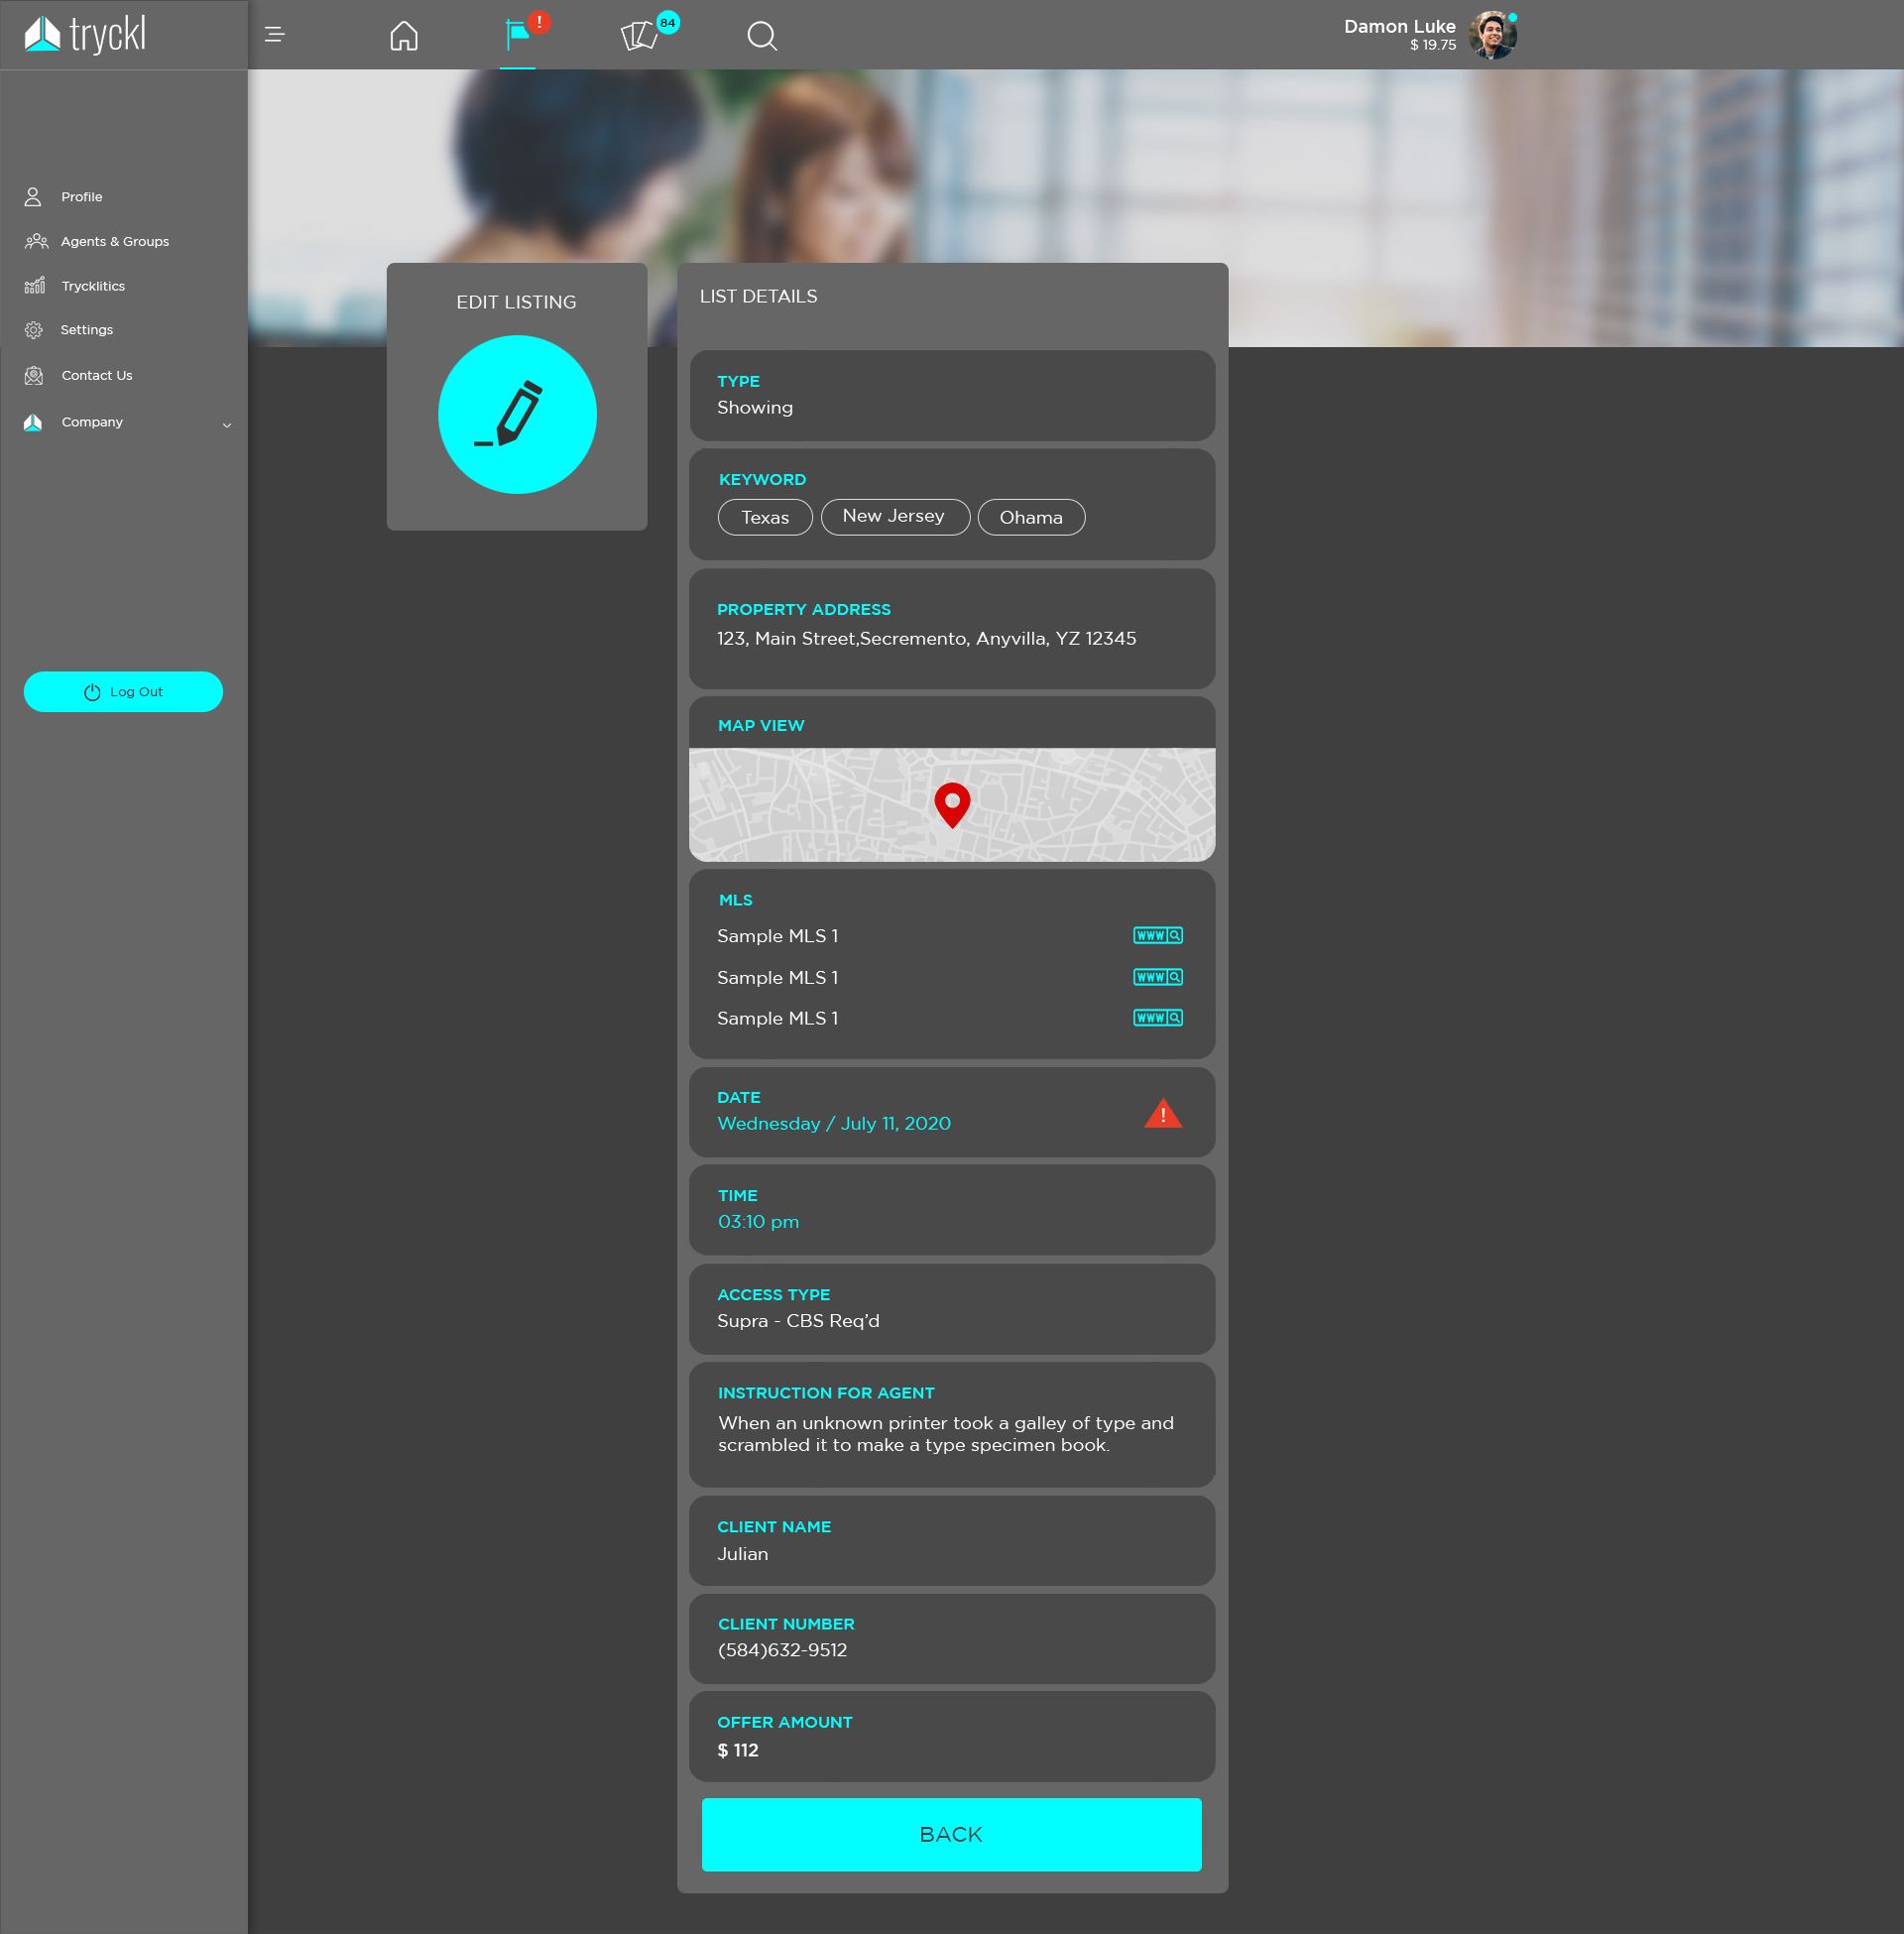 tryckl
!
84
Damon Luke
$ 19.75
Profile
Agents & Groups
Trycklitics
Settings
Contact Us
Company
Log Out
EDIT LISTING
LIST DETAILS
TYPE
Showing
KEYWORD
Texas New Jersey Ohama
PROPERTY ADDRESS
123, Main Street,Secremento, Anyvilla, YZ 12345
MAP VIEW
MLS
Sample MLS 1 WWW
Sample MLS 1 WWW
Sample MLS 1 WWW
DATE
Wednesday / July 11, 2020
!
TIME
03:10 pm
ACCESS TYPE
Supra - CBS Req'd
INSTRUCTION FOR AGENT
When an unknown printer took a galley of type and
scrambled it to make a type specimen book.
CLIENT NAME
Julian
CLIENT NUMBER
(584)632-9512
OFFER AMOUNT
$ 112
BACK